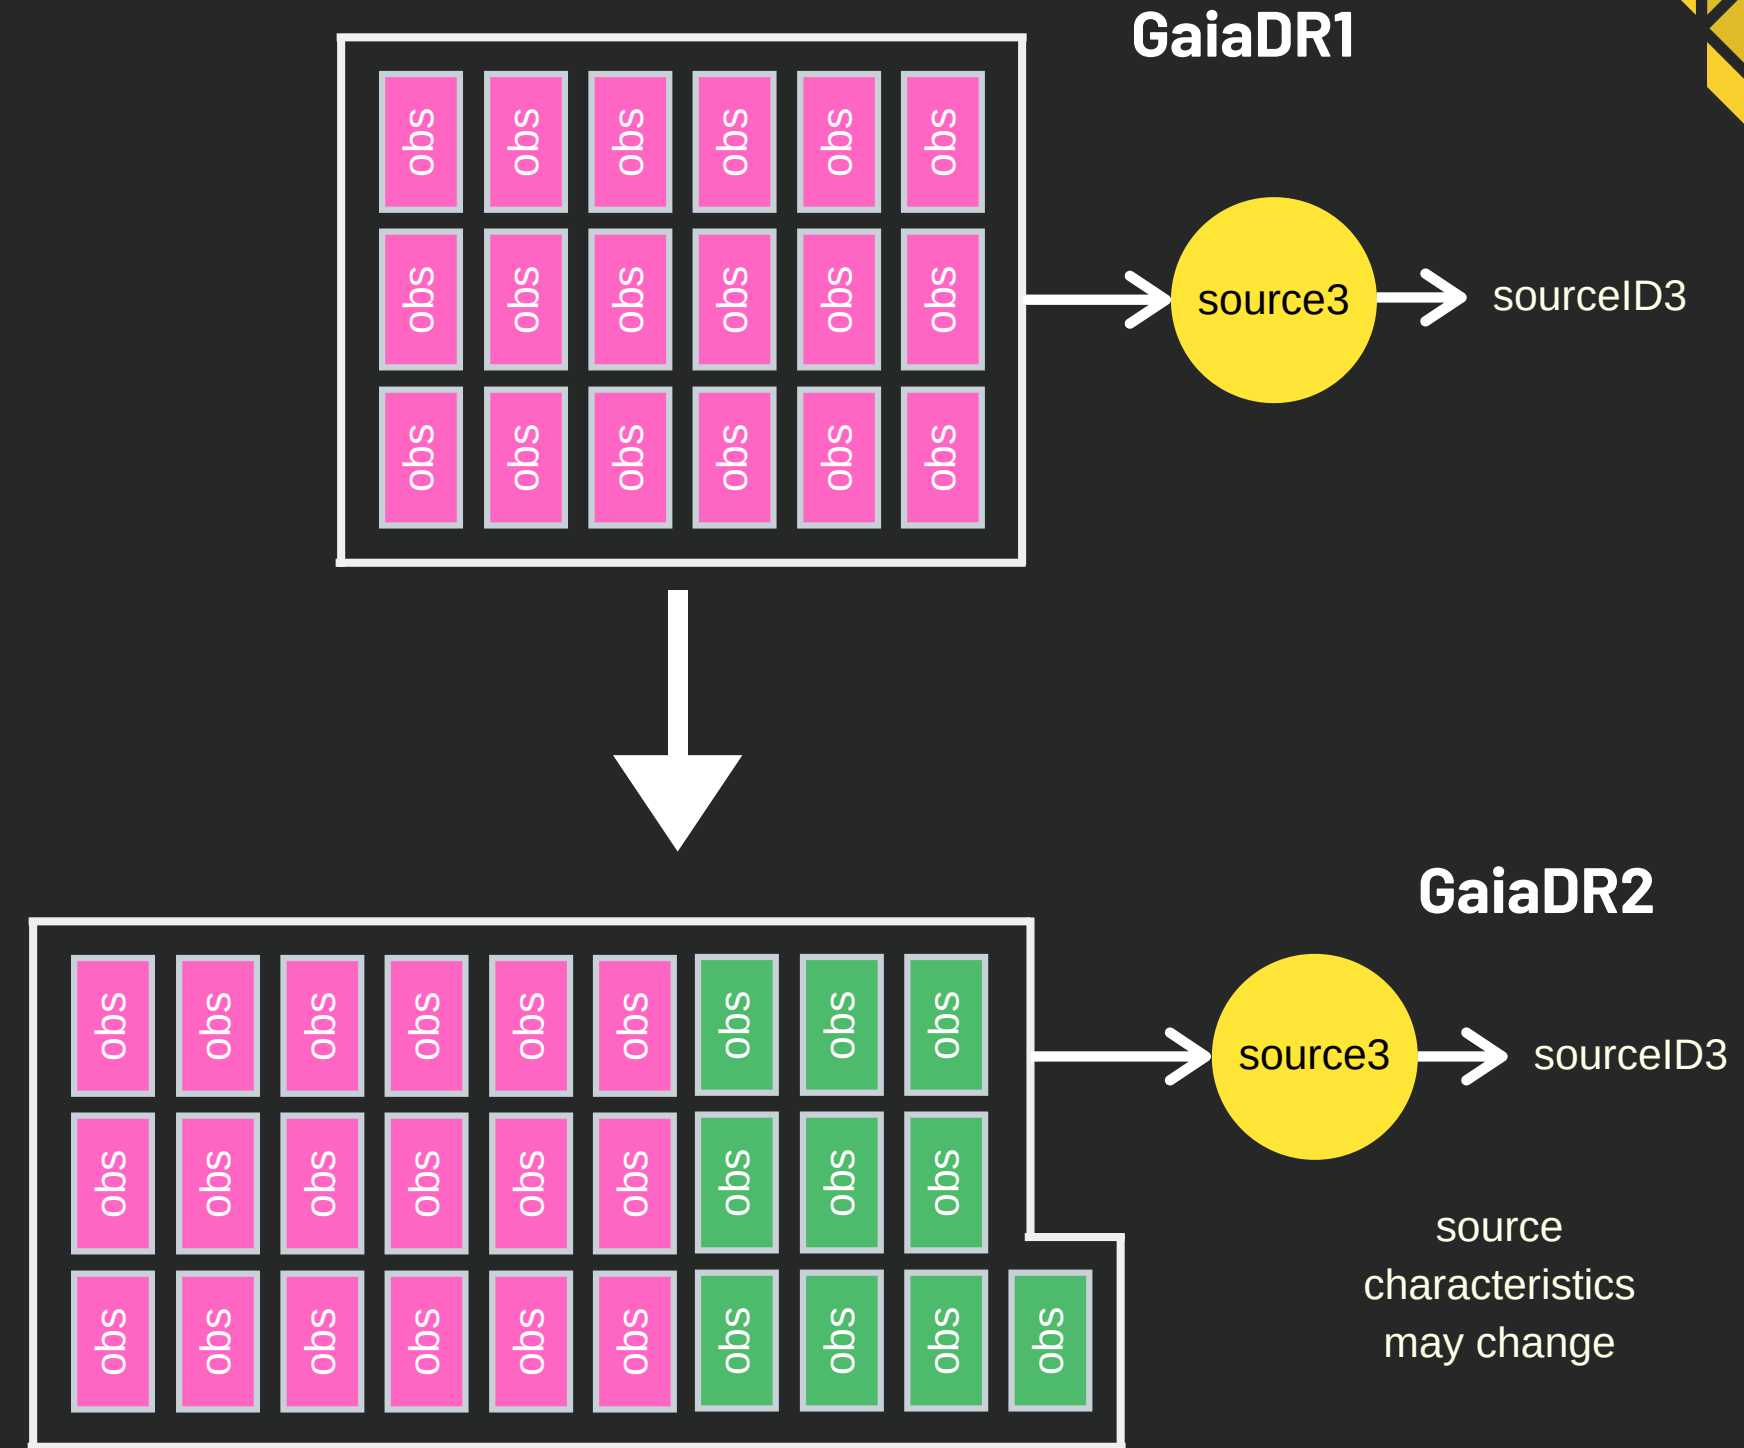 GaiaDR1
obs obs obs obs obs obs
obs obs obs obs obs obs
source3
sourceID3
obs obs obs obs obs obs
GaiaDR2
obs obs obs obs obs obs obs obs obs
source3
sourceID3
obs obs obs obs obs obs obs obs obs
obs obs obs obs obs obs obs obs obs obs
source
characteristics
may change